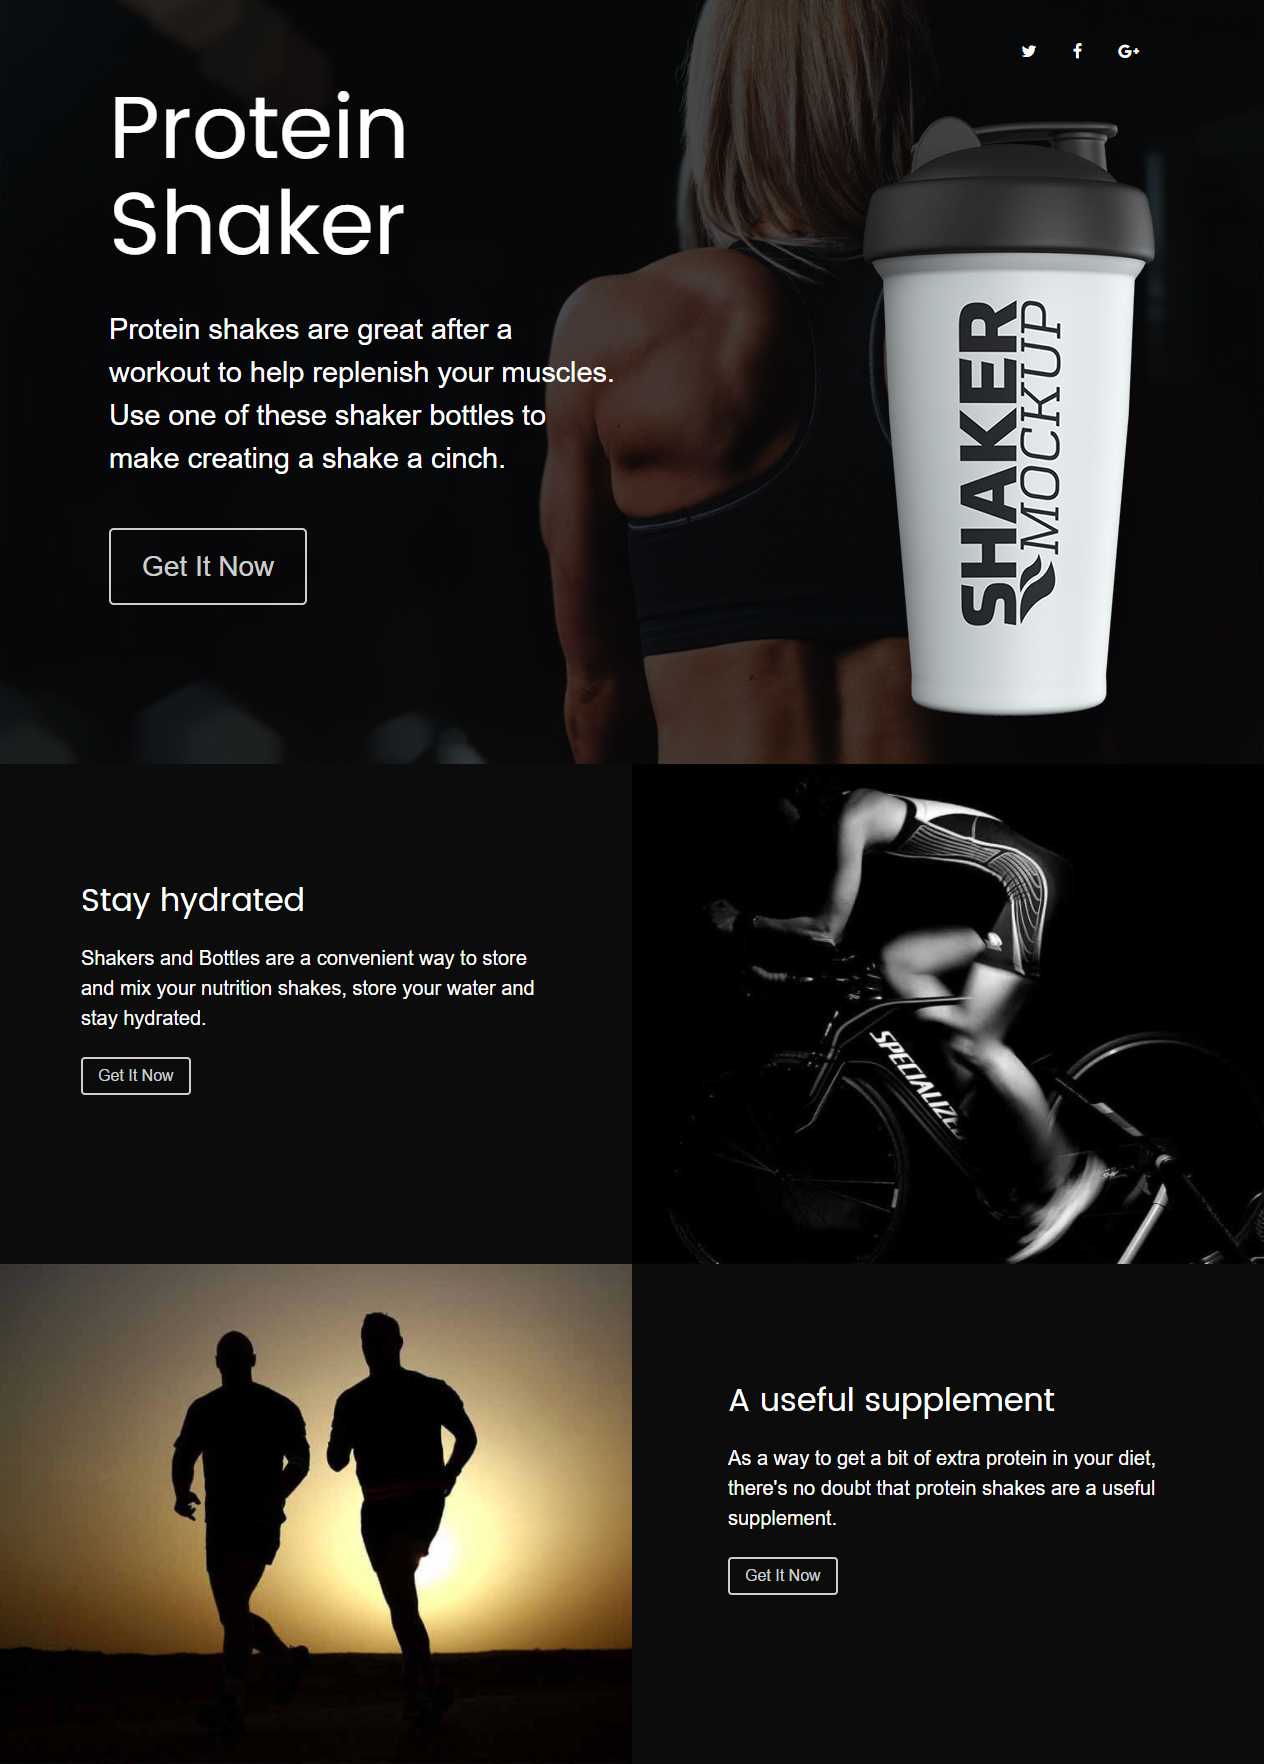 Protein
Shaker
Protein shakes are great after a
workout to help replenish your muscles.
Use one of these shaker bottles to
make creating a shake a cinch.
Get It Now
SHAKER
MOCKUP
Stay hydrated
Shakers and Bottles are a convenient way to store
and mix your nutrition shakes, store your water and
stay hydrated.
Get It Now
SPECIALIZED
A useful supplement
As a way to get a bit of extra protein in your diet,
there's no doubt that protein shakes are a useful
supplement.
Get It Now